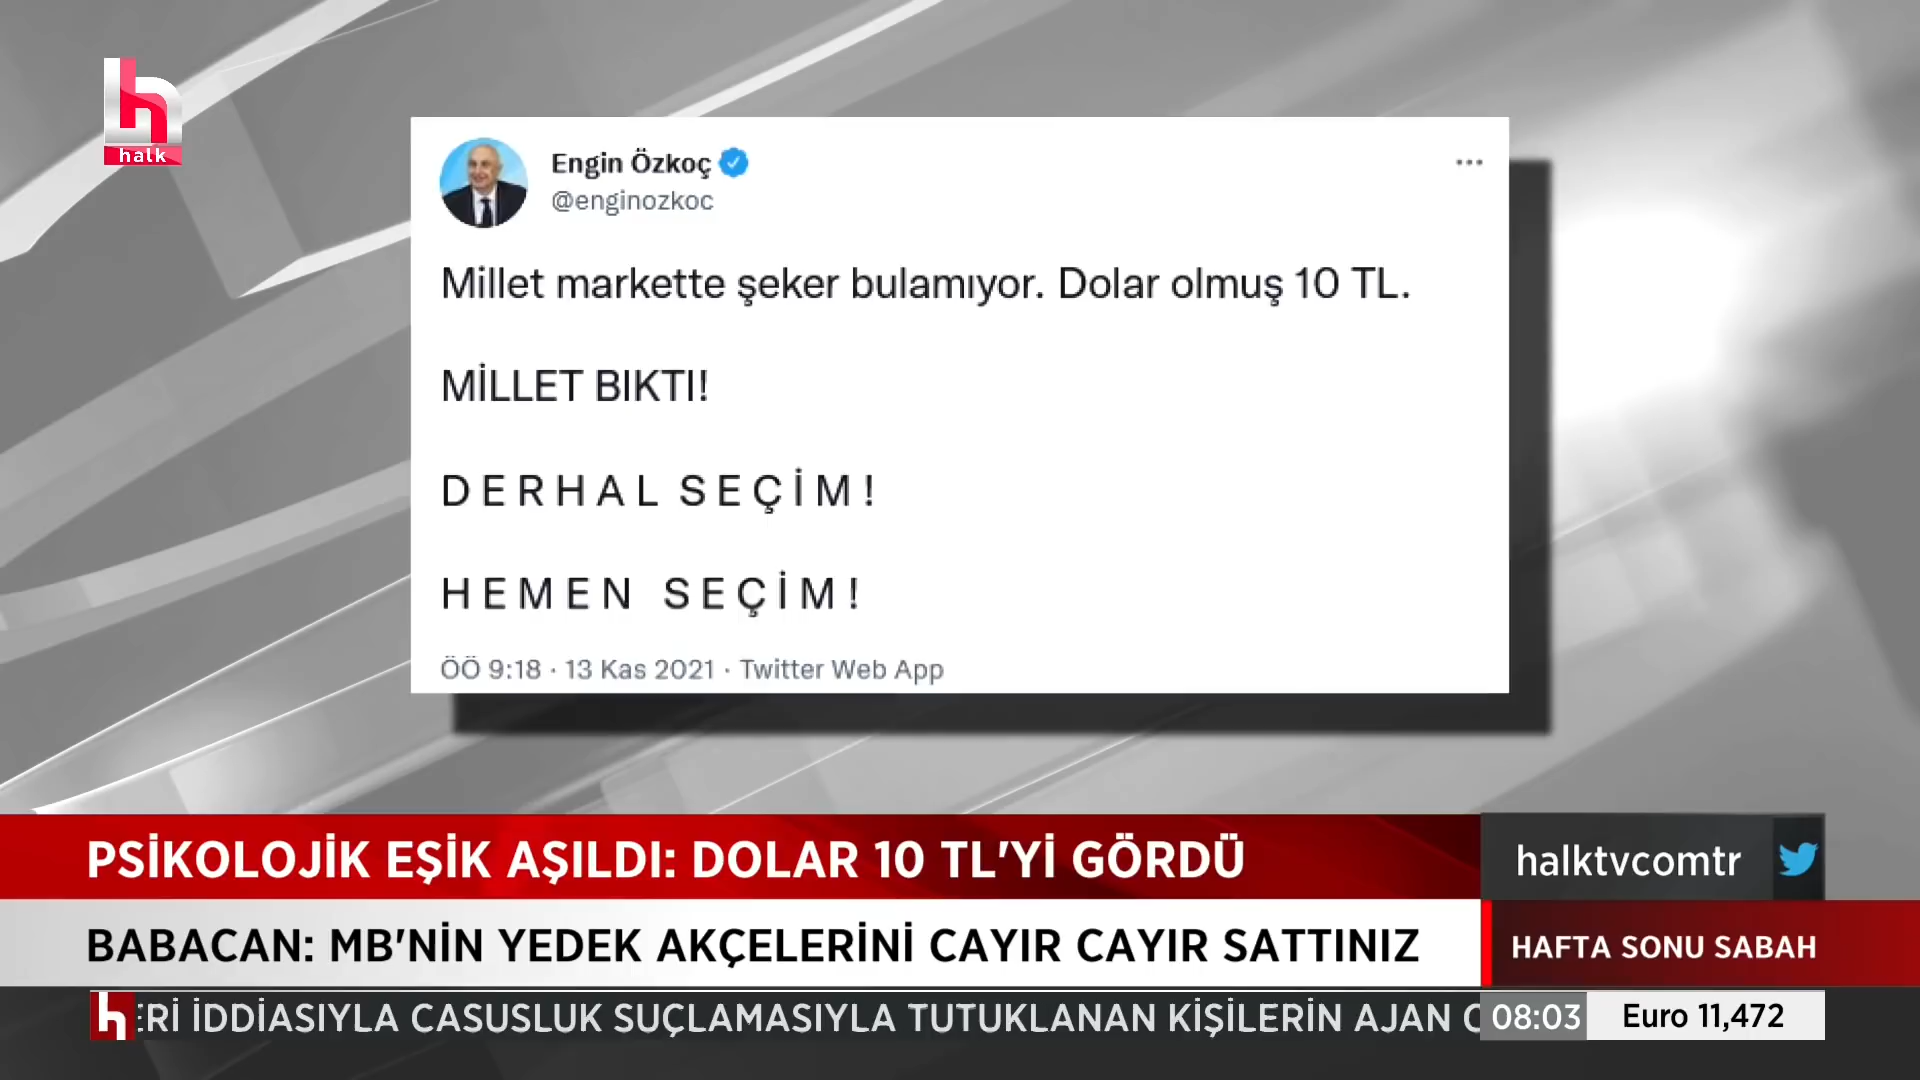 halk
Engin Özkoç
@enginozkoc
Millet markette şeker bulamıyor. Dolar olmuş 10 TL.
MİLLET BIKTI!
D E R H A L  S E Ç İ M !
H E M E N   S E Ç İ M !
ÖÖ 9:18 · 13 Kas 2021 · Twitter Web App
PSİKOLOJİK EŞİK AŞILDI: DOLAR 10 TL'Yİ GÖRDÜ
halktvcomtr
BABACAN: MB'NİN YEDEK AKÇELERİNİ CAYIR CAYIR SATTINIZ
HAFTA SONU SABAH
ERİ İDDİASIYLA CASUSLUK SUÇLAMASIYLA TUTUKLANAN KİŞİLERİN AJAN
08:03
Euro 11,472